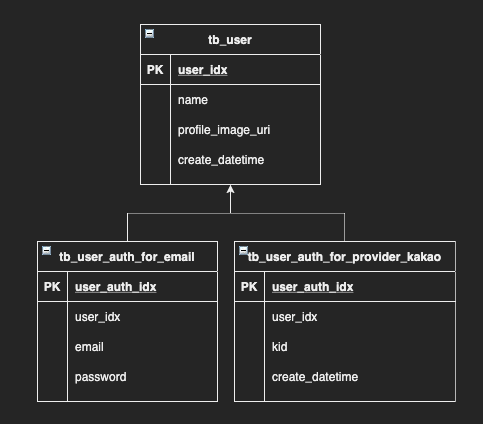 tb_user
PK user_idx
name
profile_image_uri
create_datetime
tb_user_auth_for_email
PK user_auth_idx
user_idx
email
password
tb_user_auth_for_provider_kakao
PK user_auth_idx
user_idx
kid
create_datetime